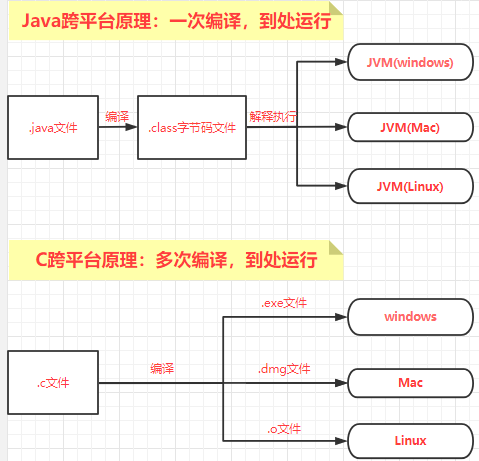 Java跨平台原理：一次编译，到处运行
JVM(windows)
.java文件
编译
.class字节码文件
解释执行
JVM(Mac)
JVM(Linux)
C跨平台原理：多次编译，到处运行
.exe文件
windows
.c文件
编译
.dmg文件
Mac
.o文件
Linux